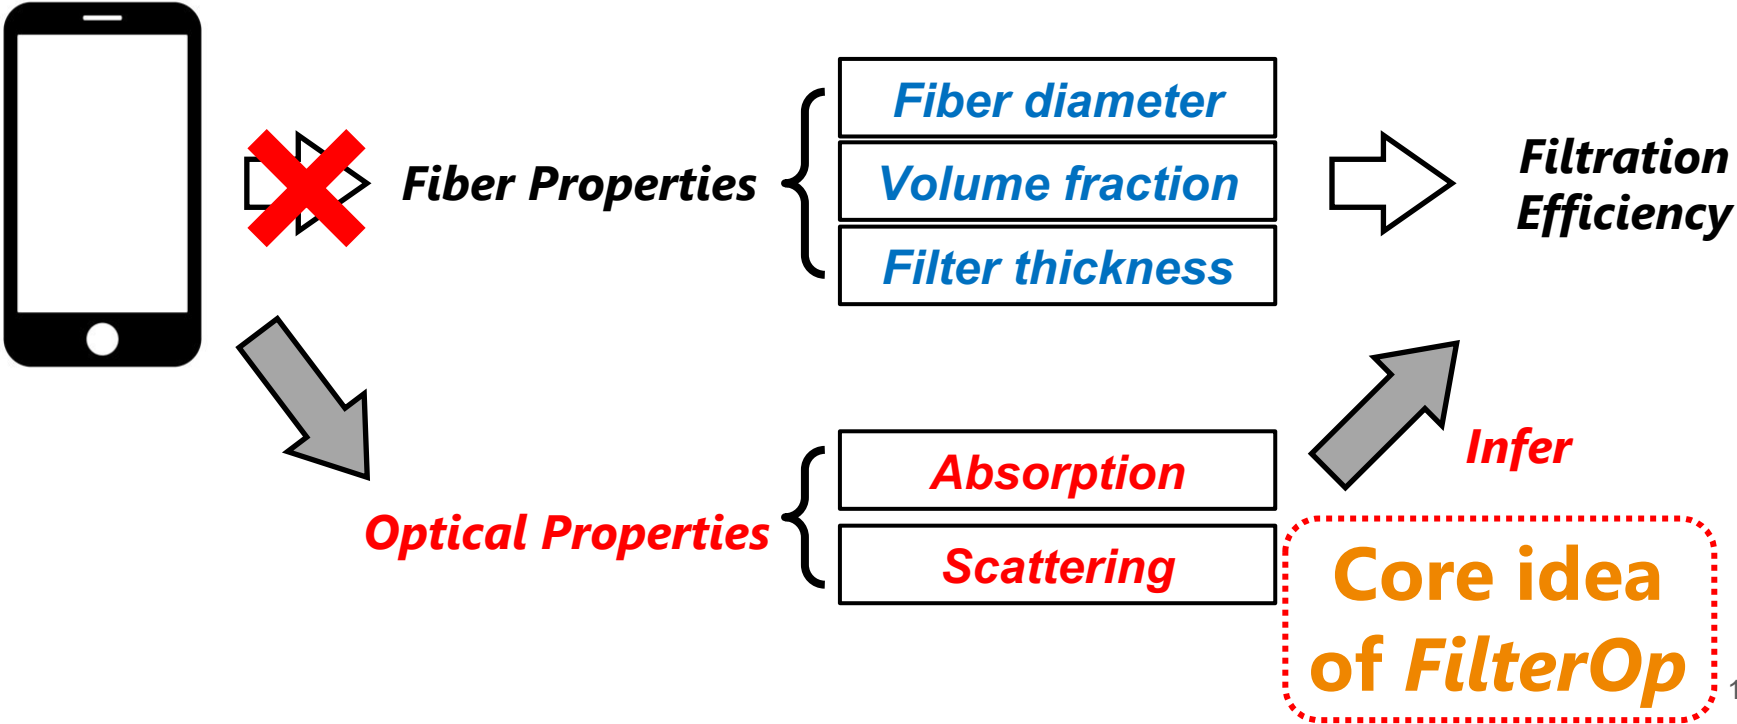 Fiber Properties
Fiber diameter
Volume fraction
Filter thickness
Filtration
Efficiency
Optical Properties
Absorption
Scattering
Infer
Core idea
of FilterOp
1